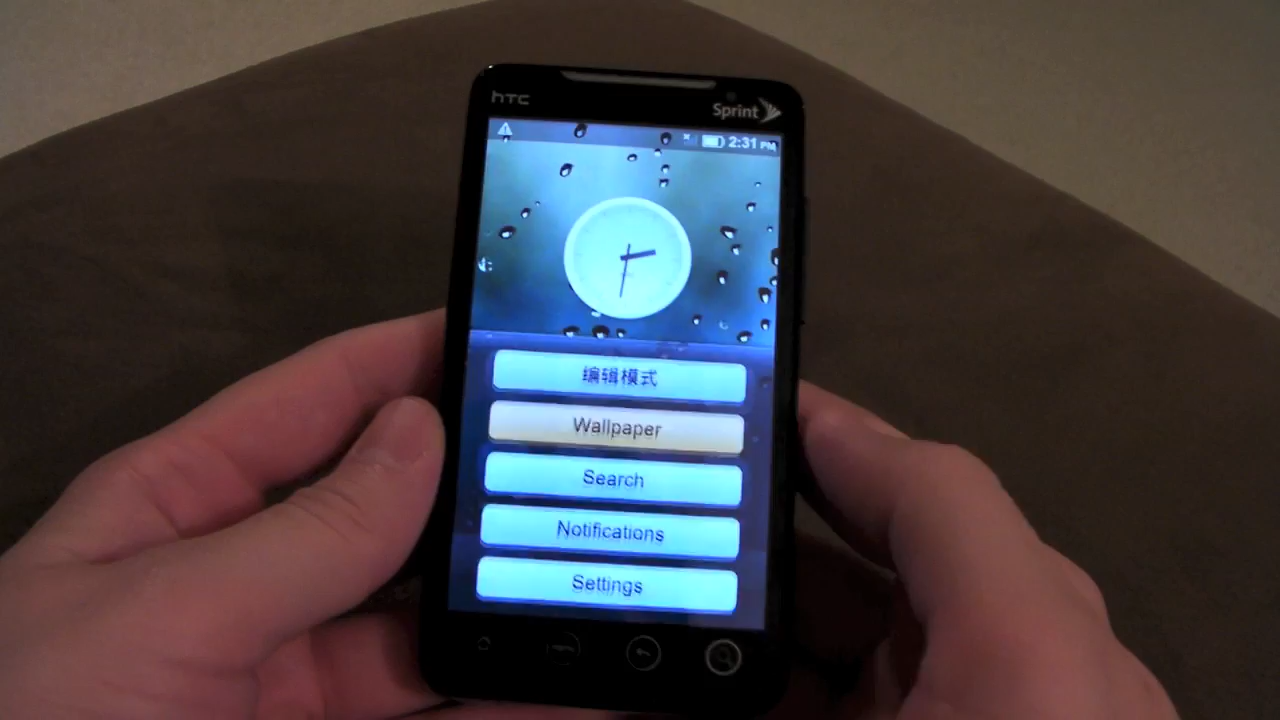 hTC
Sprint
2:31 PM
编辑模式
Wallpaper
Search
Notifications
Settings